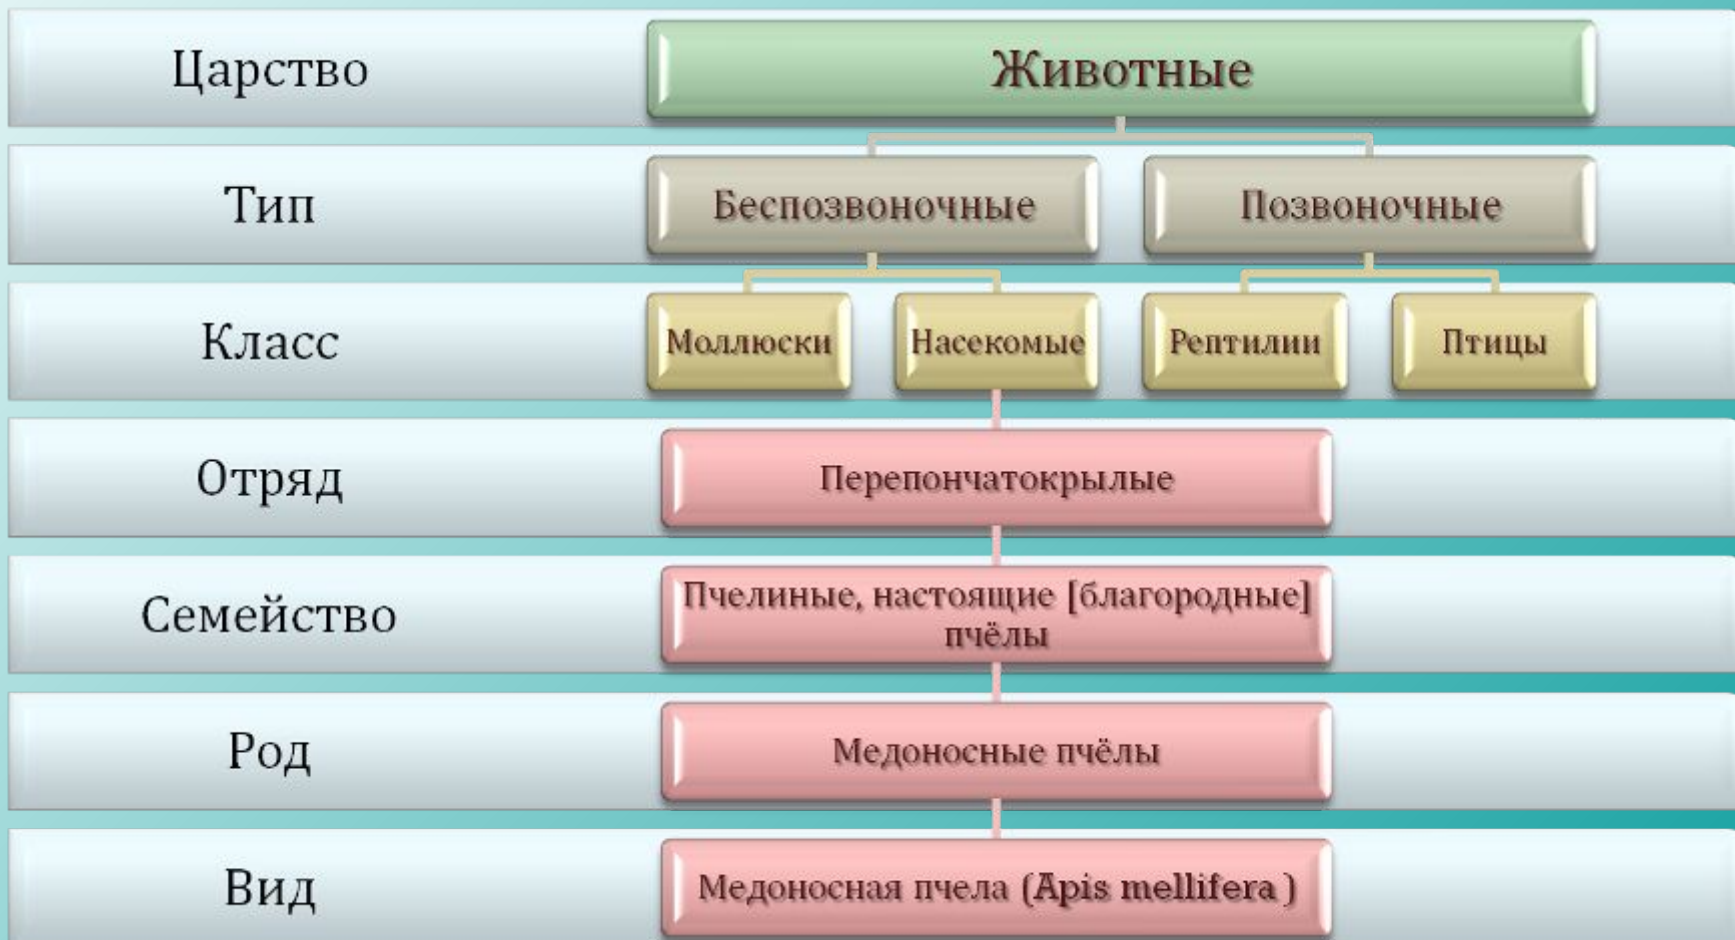 Царство
Животные
Тип
Беспозвоночные
Позвоночные
Класс
Моллюски
Насекомые
Рептилии
Птицы
Отряд
Перепончатокрылые
Семейство
Пчелиные, настоящие [благородные]
пчёлы
Род
Медоносные пчёлы
Вид
Медоносная пчела (Apis mellifera )